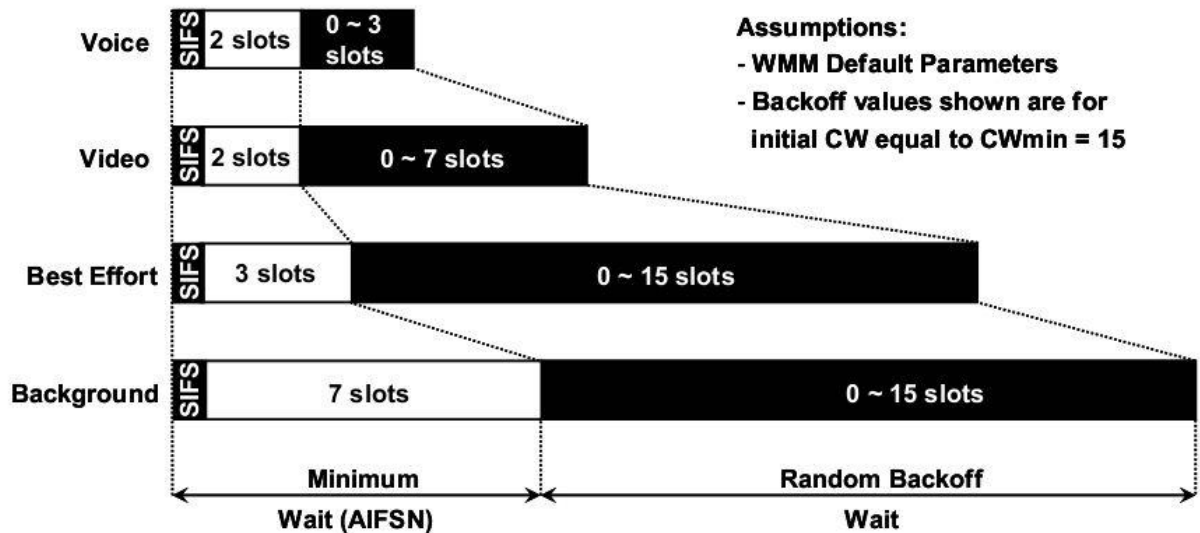 Voice
SIFS
2 slots
0 ~ 3
slots
Assumptions:
- WMM Default Parameters
- Backoff values shown are for
initial CW equal to CWmin = 15
Video
SIFS
2 slots
0 ~ 7 slots
Best Effort
SIFS
3 slots
0 ~ 15 slots
Background
SIFS
7 slots
0 ~ 15 slots
Minimum
Wait (AIFSN)
Random Backoff
Wait